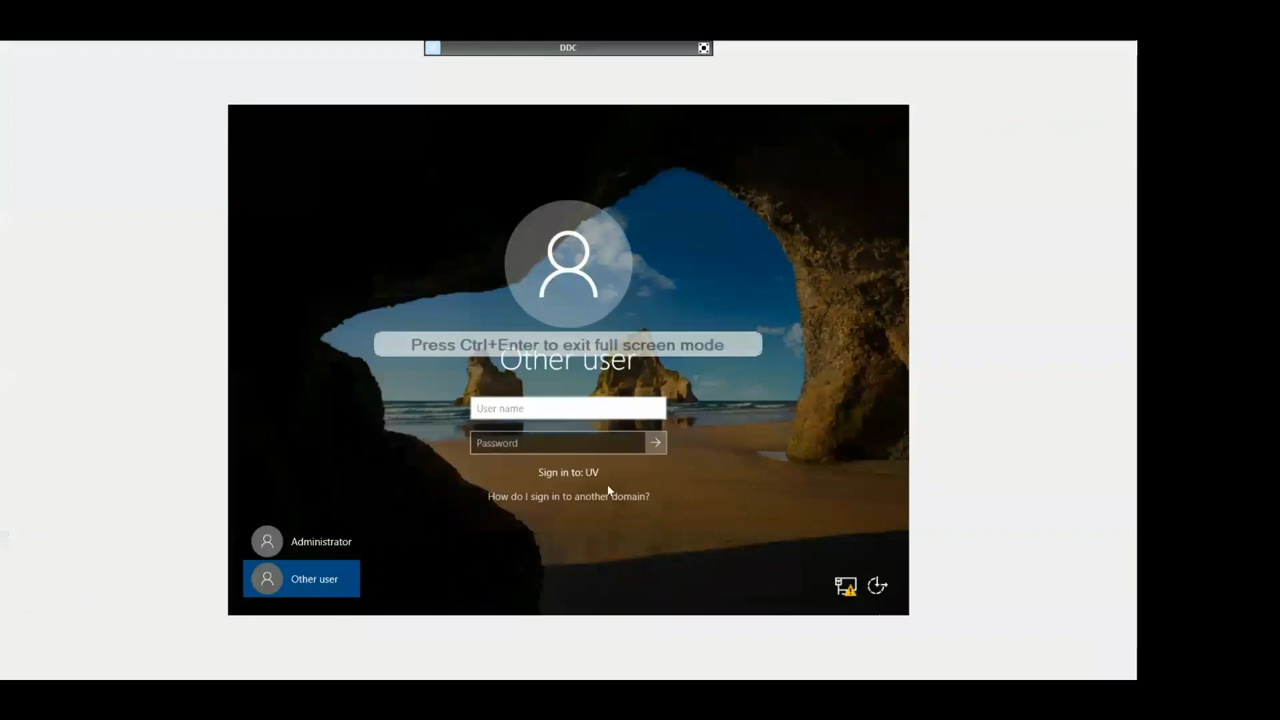 DDC
Press Ctrl+Enter to exit full screen mode
Other user
User name
Password
Sign in to: UV
How do I sign in to another domain?
Administrator
Other user